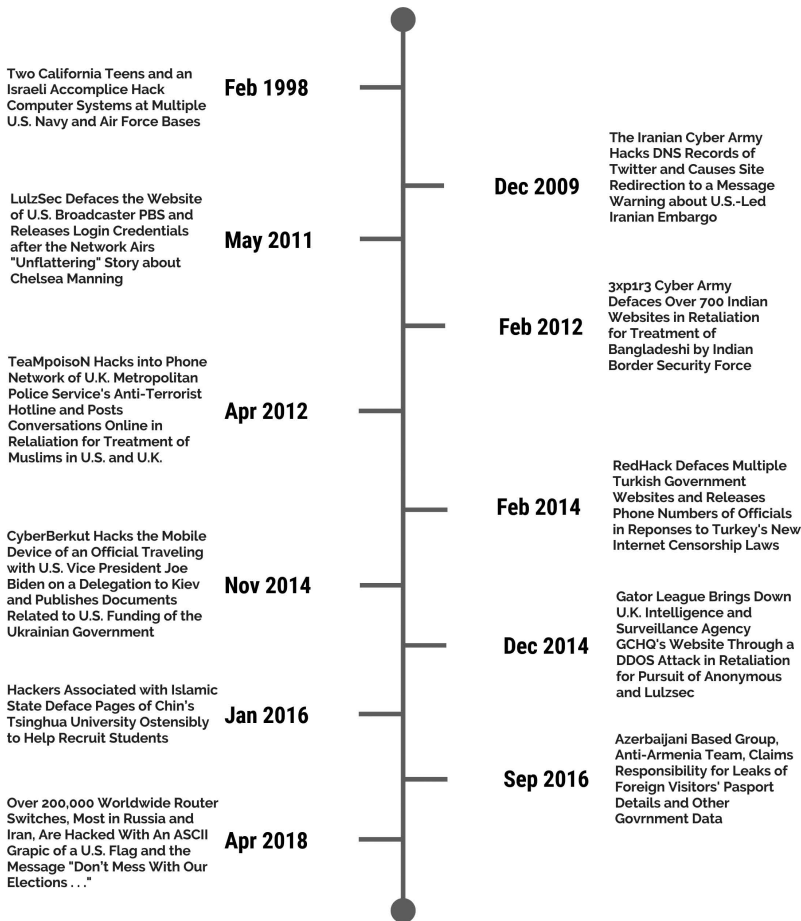 Feb 1998
Two California Teens and an
Israeli Accomplice Hack
Computer Systems at Multiple
U.S. Navy and Air Force Bases
Dec 2009
The Iranian Cyber Army
Hacks DNS Records of
Twitter and Causes Site
Redirection to a Message
Warning about U.S.-Led
Iranian Embargo
May 2011
LulzSec Defaces the Website
of U.S. Broadcaster PBS and
Releases Login Credentials
after the Network Airs
"Unflattering" Story about
Chelsea Manning
Feb 2012
3xp1r3 Cyber Army
Defaces Over 700 Indian
Websites in Retaliation
for Treatment of
Bangladeshi by Indian
Border Security Force
Apr 2012
TeaMp0isoN Hacks into Phone
Network of U.K. Metropolitan
Police Service's Anti-Terrorist
Hotline and Posts
Conversations Online in
Relaliation for Treatment of
Muslims in U.S. and U.K.
Feb 2014
RedHack Defaces Multiple
Turkish Government
Websites and Releases
Phone Numbers of Officials
in Reponses to Turkey's New
Internet Censorship Laws
Nov 2014
CyberBerkut Hacks the Mobile
Device of an Official Traveling
with U.S. Vice President Joe
Biden on a Delegation to Kiev
and Publishes Documents
Related to U.S. Funding of the
Ukrainian Government
Dec 2014
Gator League Brings Down
U.K. Intelligence and
Surveillance Agency
GCHQ's Website Through a
DDOS Attack in Retaliation
for Pursuit of Anonymous
and Lulzsec
Jan 2016
Hackers Associated with Islamic
State Deface Pages of Chin's
Tsinghua University Ostensibly
to Help Recruit Students
Sep 2016
Azerbaijani Based Group,
Anti-Armenia Team, Claims
Responsibility for Leaks of
Foreign Visitors' Pasport
Details and Other
Govrnment Data
Apr 2018
Over 200,000 Worldwide Router
Switches, Most in Russia and
Iran, Are Hacked With An ASCII
Grapic of a U.S. Flag and the
Message "Don't Mess With Our
Elections . . ."